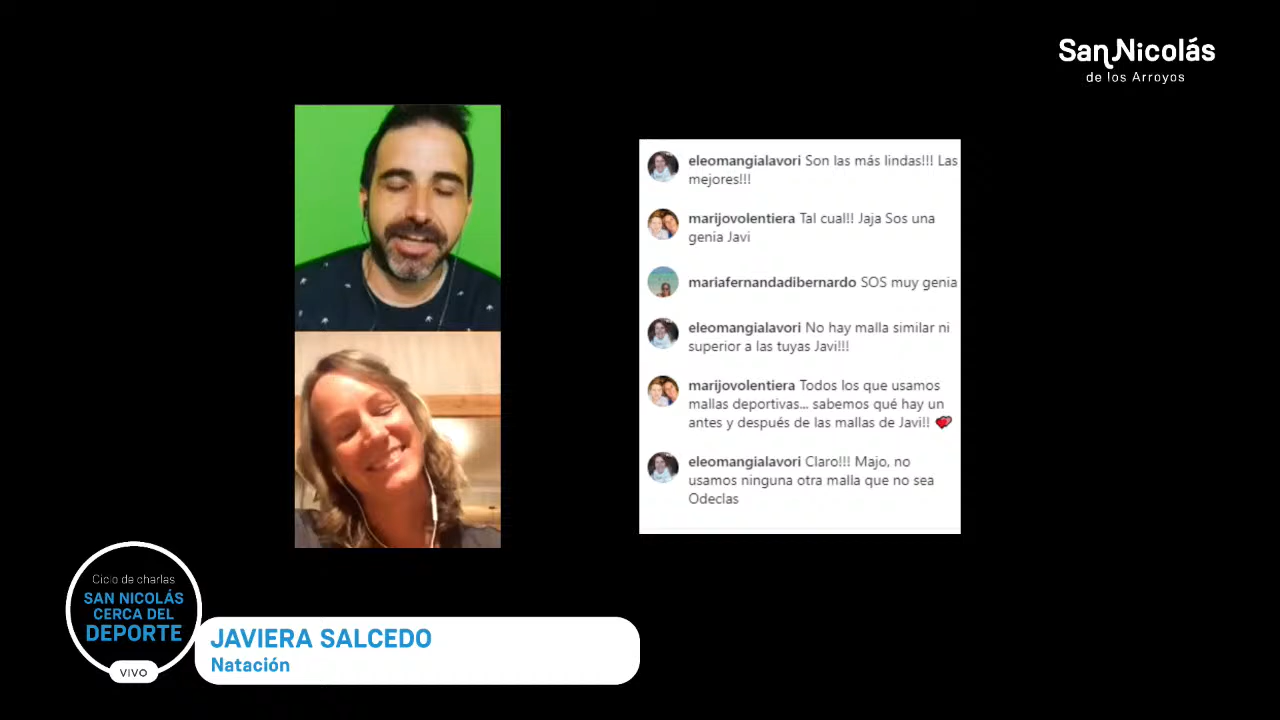 San Nicolás
de los Arroyos
eleomangialavori Son las más lindas!!! Las
mejores!!!
marijovolentiera Tal cual!! Jaja Sos una
genia Javi
mariafernandadibernardo SOS muy genia
eleomangialavori No hay malla similar ni
superior a las tuyas Javi!!!
marijovolentiera Todos los que usamos
mallas deportivas... sabemos qué hay un
antes y después de las mallas de Javi!! 💕
eleomangialavori Claro!!! Majo, no
usamos ninguna otra malla que no sea
Odeclas
Ciclo de charlas
SAN NICOLÁS
CERCA DEL
DEPORTE
VIVO
JAVIERA SALCEDO
Natación